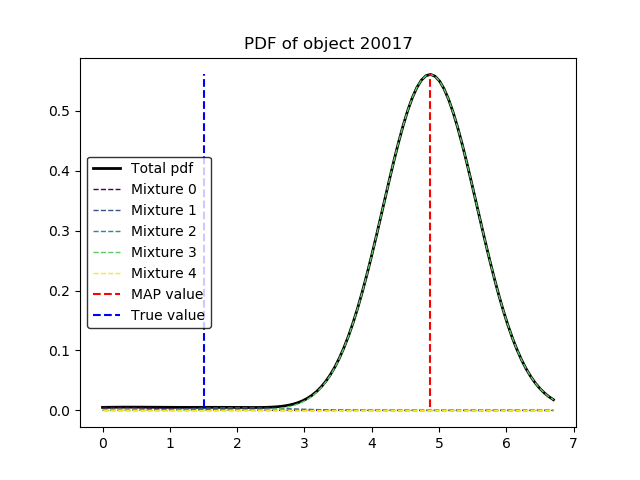 PDF of object 20017
0.5
0.4
0.3
0.2
0.1
0.0
Total pdf
Mixture 0
Mixture 1
Mixture 2
Mixture 3
Mixture 4
MAP value
True value
0 1 2 3 4 5 6 7